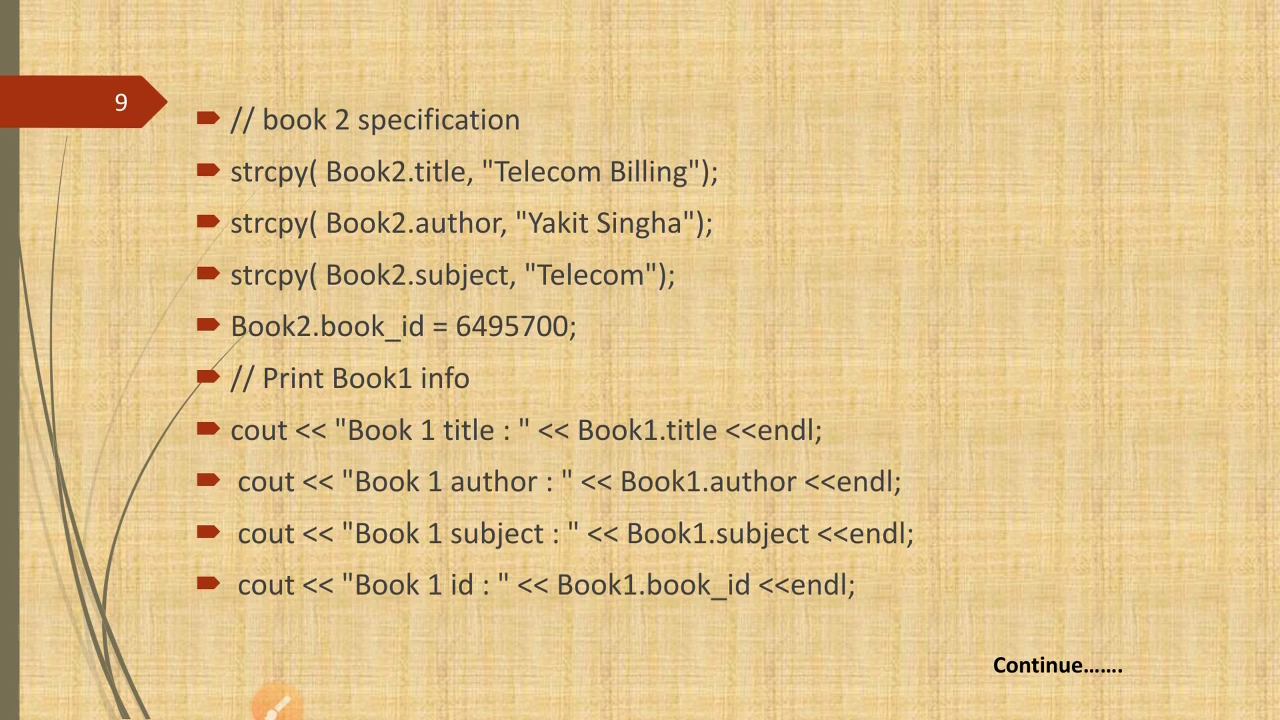 9
// book 2 specification
strcpy( Book2.title, "Telecom Billing");
strcpy( Book2.author, "Yakit Singha");
strcpy( Book2.subject, "Telecom");
Book2.book_id = 6495700;
// Print Book1 info
cout << "Book 1 title : " << Book1.title <<endl;
cout << "Book 1 author : " << Book1.author <<endl;
cout << "Book 1 subject : " << Book1.subject <<endl;
cout << "Book 1 id : " << Book1.book_id <<endl;
Continue.......